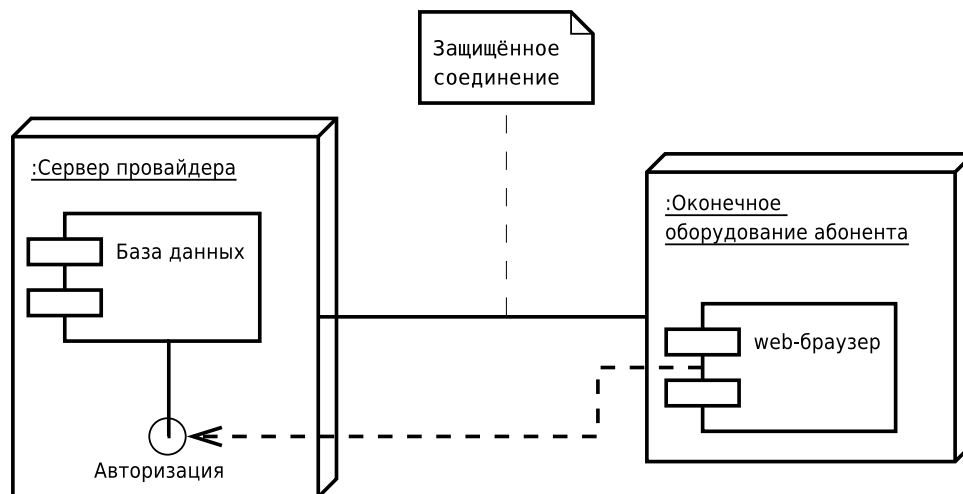 Защищённое
соединение
:Сервер провайдера
База данных
Авторизация
:Оконечное
оборудование абонента
web-браузер